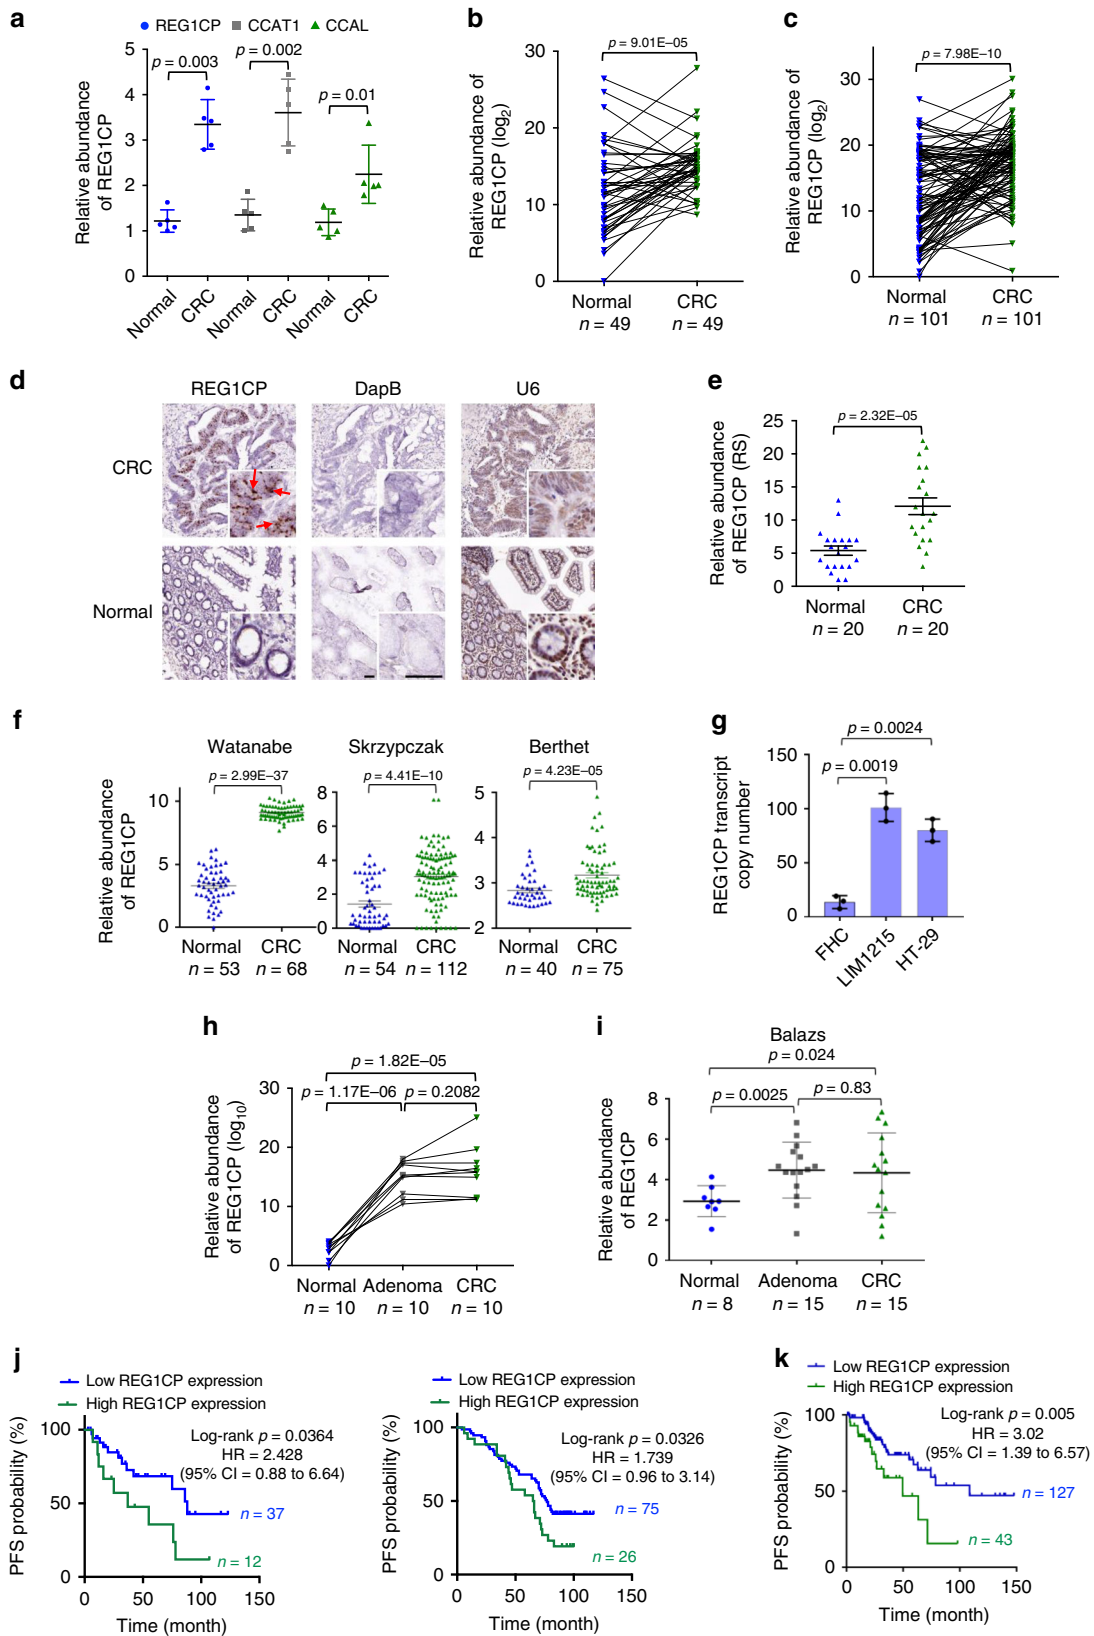 a
REG1CP CCAT1 CCAL
Relative abundance of REG1CP
5
4
3
2
1
0
p = 0.003
p = 0.002
p = 0.01
Normal CRC Normal CRC Normal CRC
b
Relative abundance of REG1CP (log2)
30
20
10
0
p = 9.01E–05
Normal CRC
n = 49 n = 49
c
Relative abundance of REG1CP (log2)
30
20
10
0
p = 7.98E–10
Normal CRC
n = 101 n = 101
d
REG1CP DapB U6
CRC
Normal
e
Relative abundance of REG1CP (RS)
25
20
15
10
5
0
p = 2.32E–05
Normal CRC
n = 20 n = 20
f
Relative abundance of REG1CP
Watanabe
p = 2.99E–37
10
5
0
Normal CRC
n = 53 n = 68
Skrzypczak
p = 4.41E–10
8
6
4
2
0
Normal CRC
n = 54 n = 112
Berthet
p = 4.23E–05
5
4
3
2
Normal CRC
n = 40 n = 75
g
REG1CP transcript copy number
150
100
50
0
p = 0.0024
p = 0.0019
FHC LIM1215 HT-29
h
Relative abundance of REG1CP (log10)
30
20
10
0
p = 1.82E–05
p = 1.17E–06 p = 0.2082
Normal Adenoma CRC
n = 10 n = 10 n = 10
i
Balazs
Relative abundance of REG1CP
8
6
4
2
0
p = 0.024
p = 0.0025 p = 0.83
Normal Adenoma CRC
n = 8 n = 15 n = 15
j
Low REG1CP expression
High REG1CP expression
PFS probability (%)
100
50
0
Log-rank p = 0.0364
HR = 2.428
(95% CI = 0.88 to 6.64)
n = 37
n = 12
0 50 100 150
Time (month)
Low REG1CP expression
High REG1CP expression
PFS probability (%)
100
50
0
Log-rank p = 0.0326
HR = 1.739
(95% CI = 0.96 to 3.14)
n = 75
n = 26
0 50 100 150
Time (month)
k
Low REG1CP expression
High REG1CP expression
PFS probability (%)
100
50
0
Log-rank p = 0.005
HR = 3.02
(95% CI = 1.39 to 6.57)
n = 127
n = 43
0 50 100 150
Time (month)